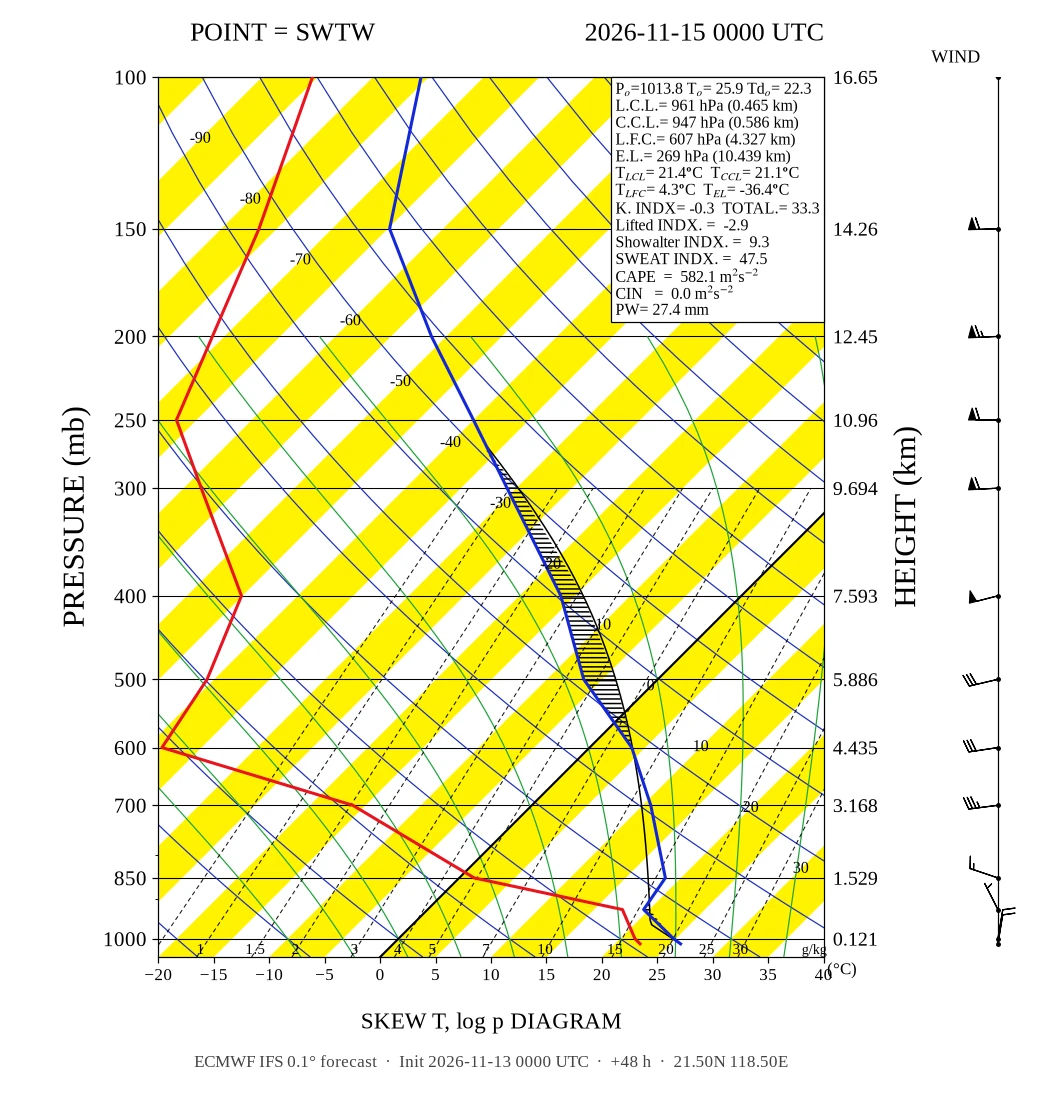 POINT = SWTW
2026-11-15 0000 UTC
WIND
P_o=1013.8 T_o= 25.9 Td_o= 22.3
L.C.L.= 961 hPa (0.465 km)
C.C.L.= 947 hPa (0.586 km)
L.F.C.= 607 hPa (4.327 km)
E.L.= 269 hPa (10.439 km)
T_LCL= 21.4°C T_CCL= 21.1°C
T_LFC= 4.3°C T_EL= -36.4°C
K. INDX= -0.3 TOTAL.= 33.3
Lifted INDX. = -2.9
Showalter INDX. = 9.3
SWEAT INDX. = 47.5
CAPE = 582.1 m²s⁻²
CIN = 0.0 m²s⁻²
PW= 27.4 mm
100
16.65
-90
-80
150
14.26
-70
-60
200
12.45
-50
250
10.96
-40
300
9.694
-30
-20
400
7.593
-10
500
5.886
0
600
4.435
10
700
3.168
20
850
1.529
30
1000
0.121
PRESSURE (mb)
HEIGHT (km)
1 1.5 2 3 4 5 7 10 15 20 25 30 g/kg
−20 −15 −10 −5 0 5 10 15 20 25 30 35 40 (°C)
SKEW T, log p DIAGRAM
ECMWF IFS 0.1° forecast · Init 2026-11-13 0000 UTC · +48 h · 21.50N 118.50E